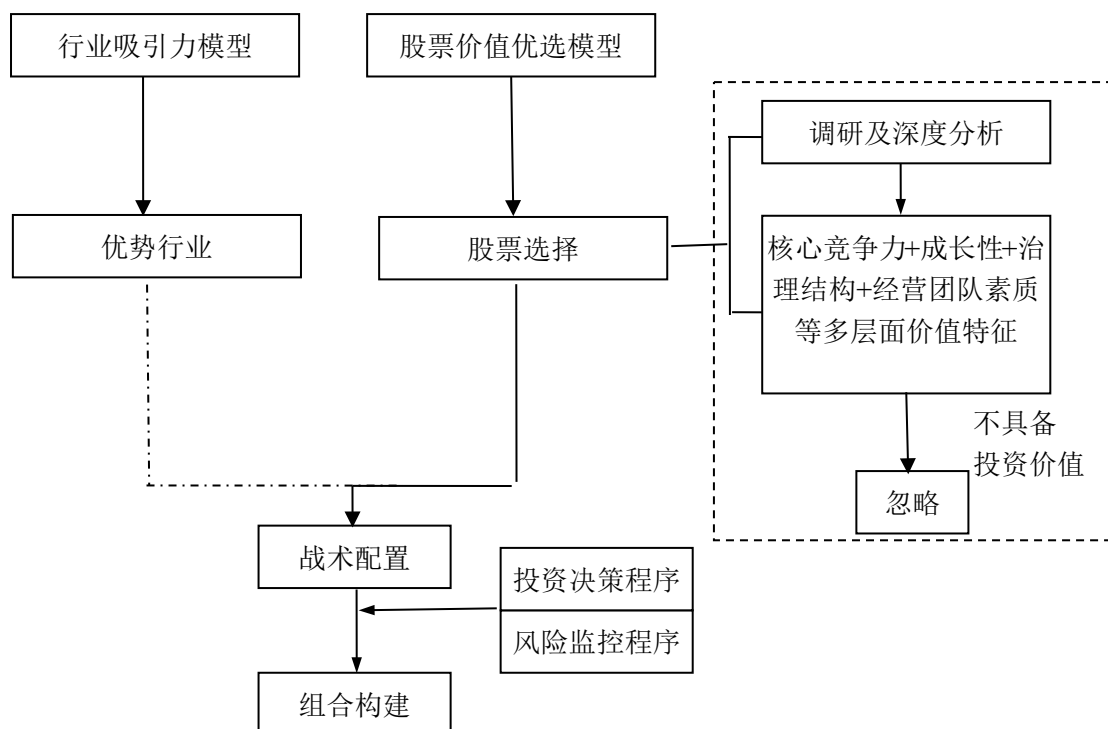 行业吸引力模型
股票价值优选模型
调研及深度分析
优势行业
股票选择
核心竞争力+成长性+治
理结构+经营团队素质
等多层面价值特征
不具备
投资价值
忽略
战术配置
投资决策程序
风险监控程序
组合构建